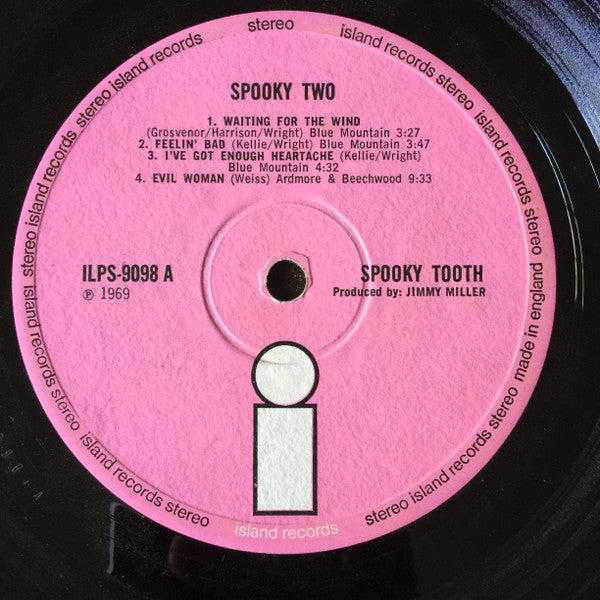 stereo island records stereo island records stereo
island records stereo
stereo island records
made in england
stereo island records stereo
island records
island records stereo
SPOOKY TWO
1. WAITING FOR THE WIND
(Grosvenor/Harrison/Wright) Blue Mountain 3:27
2. FEELIN' BAD (Kellie/Wright) Blue Mountain 3:47
3. I'VE GOT ENOUGH HEARTACHE (Kellie/Wright)
Blue Mountain 4:32
4. EVIL WOMAN (Weiss) Ardmore & Beechwood 9:33
ILPS-9098 A
℗ 1969
SPOOKY TOOTH
Produced by: JIMMY MILLER
i